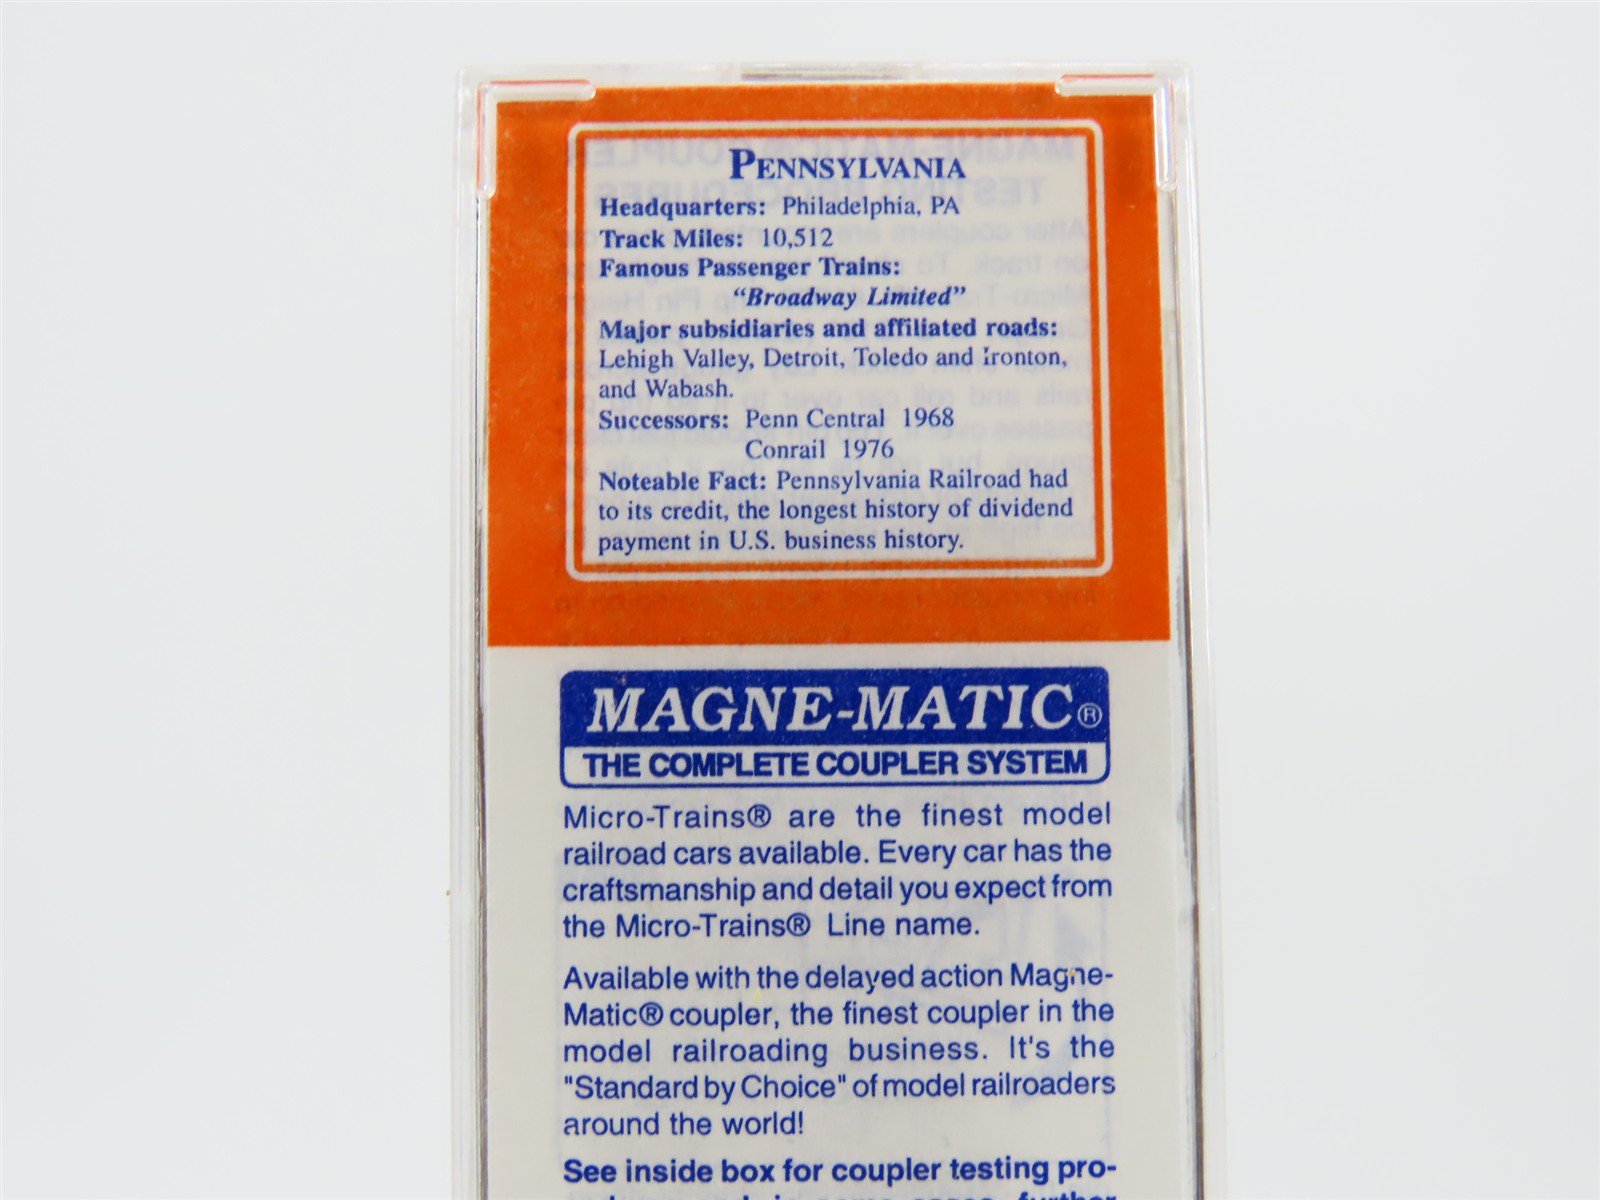 PENNSYLVANIA
Headquarters: Philadelphia, PA
Track Miles: 10,512
Famous Passenger Trains:
"Broadway Limited"
Major subsidiaries and affiliated roads:
Lehigh Valley, Detroit, Toledo and Ironton,
and Wabash.
Successors: Penn Central 1968
Conrail 1976
Noteable Fact: Pennsylvania Railroad had
to its credit, the longest history of dividend
payment in U.S. business history.
MAGNE-MATIC®
THE COMPLETE COUPLER SYSTEM
Micro-Trains® are the finest model
railroad cars available. Every car has the
craftsmanship and detail you expect from
the Micro-Trains® Line name.
Available with the delayed action Magne-
Matic® coupler, the finest coupler in the
model railroading business. It's the
"Standard by Choice" of model railroaders
around the world!
See inside box for coupler testing pro-